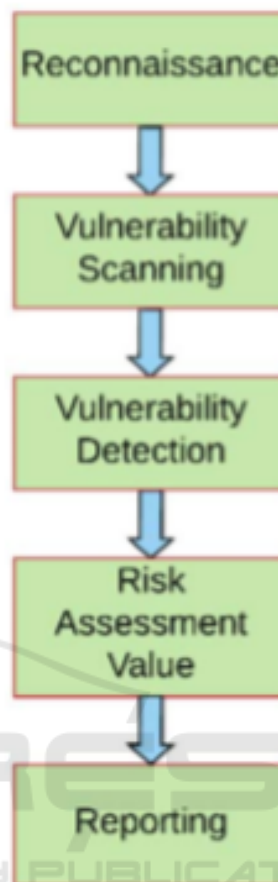 Reconnaissance
Vulnerability
Scanning
Vulnerability
Detection
Risk
Assessment
Value
Reporting